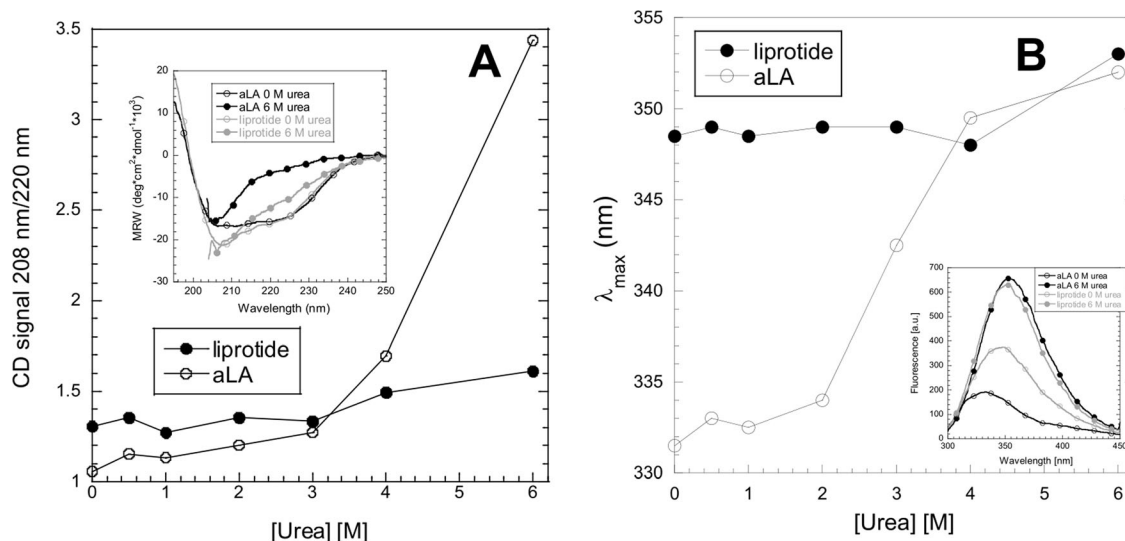 A
CD signal 208 nm/220 nm
3.5
3
2.5
2
1.5
1
0 1 2 3 4 5 6
[Urea] [M]
liprotide
aLA
MRW (deg*cm²*dmol⁻¹*10³)
20
10
0
-10
-20
-30
200 210 220 230 240 250
Wavelength (nm)
aLA 0 M urea
aLA 6 M urea
liprotide 0 M urea
liprotide 6 M urea
B
λmax (nm)
355
350
346
342
338
334
330
0 1 2 3 4 5 6
[Urea] [M]
liprotide
aLA
Fluorescence [a.u.]
700
600
500
400
300
200
100
0
300 350 400 450
Wavelength [nm]
aLA 0 M urea
aLA 6 M urea
liprotide 0 M urea
liprotide 6 M urea